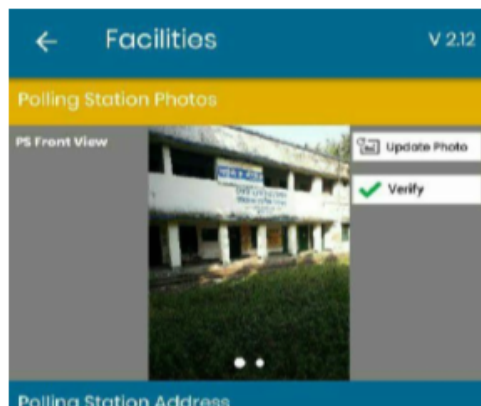 Facilities
V 2.12
Polling Station Photos
PS Front View
Update Photo
Verify
Polling Station Address